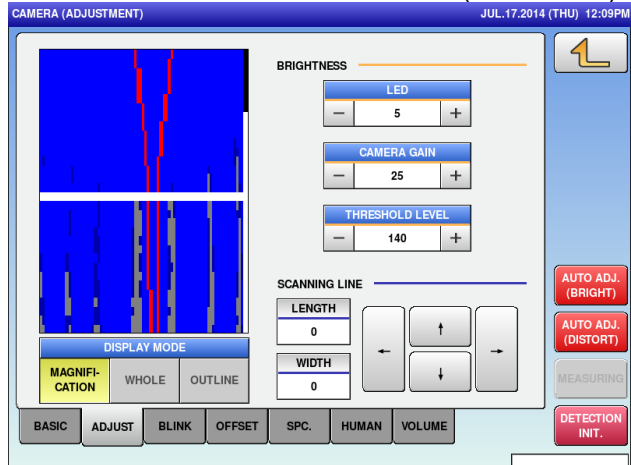 CAMERA (ADJUSTMENT)
JUL.17.2014 (THU) 12:09PM
BRIGHTNESS
LED
− 5 +
CAMERA GAIN
− 25 +
THRESHOLD LEVEL
− 140 +
SCANNING LINE
LENGTH
0
WIDTH
0
← ↑ ↓ →
DISPLAY MODE
MAGNIFI-
CATION
WHOLE
OUTLINE
AUTO ADJ.
(BRIGHT)
AUTO ADJ.
(DISTORT)
MEASURING
DETECTION
INIT.
BASIC ADJUST BLINK OFFSET SPC. HUMAN VOLUME